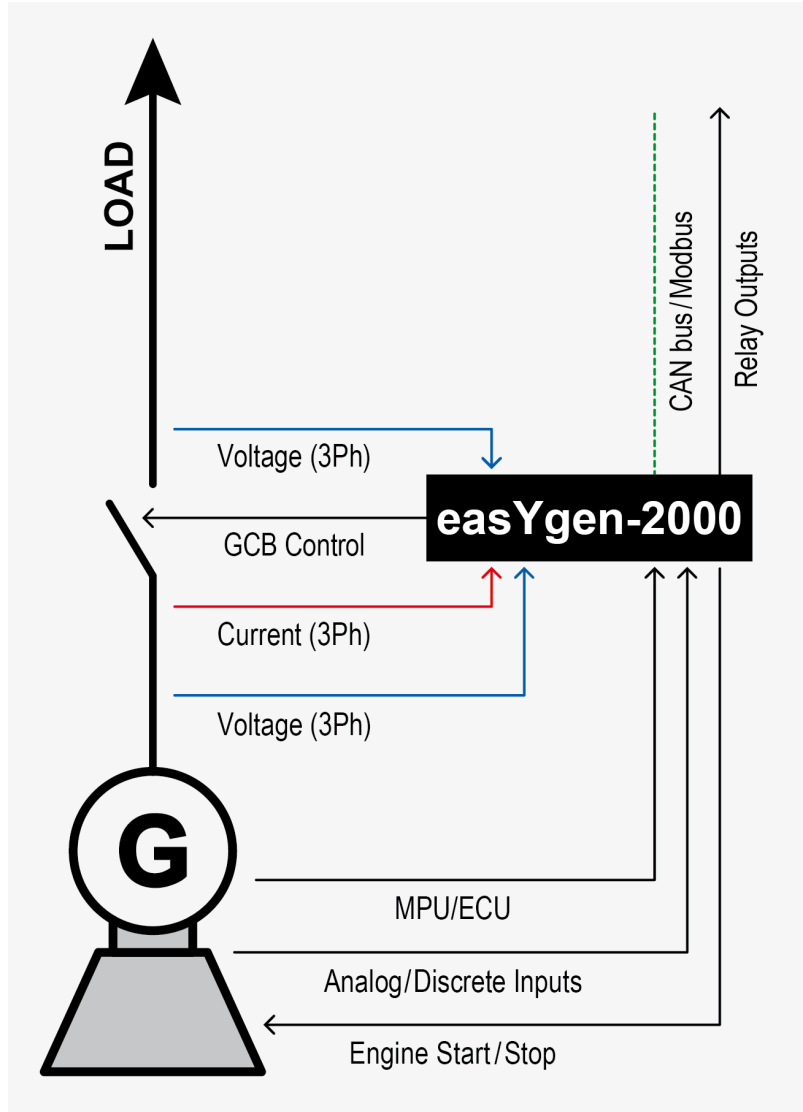 LOAD
CAN bus/Modbus
Relay Outputs
Voltage (3Ph)
easYgen-2000
GCB Control
Current (3Ph)
Voltage (3Ph)
G
MPU/ECU
Analog/Discrete Inputs
Engine Start/Stop